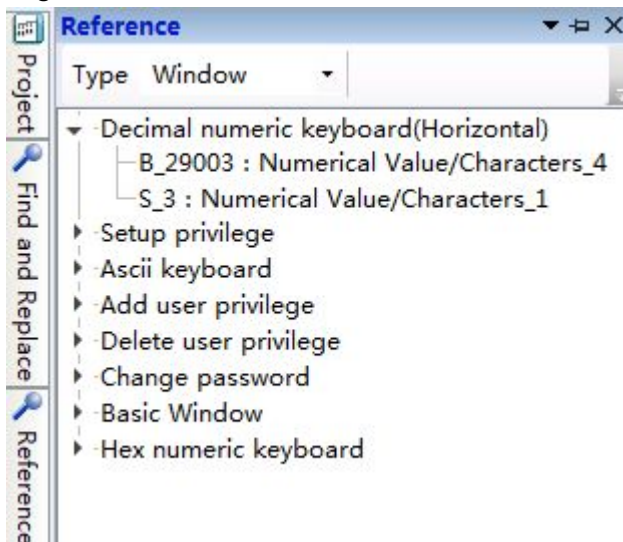 Reference
Type Window
Decimal numeric keyboard(Horizontal)
B_29003 : Numerical Value/Characters_4
S_3 : Numerical Value/Characters_1
Setup privilege
Ascii keyboard
Add user privilege
Delete user privilege
Change password
Basic Window
Hex numeric keyboard
Project
Find and Replace
Reference